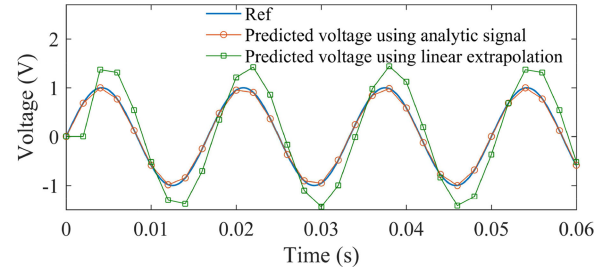 Ref
Predicted voltage using analytic signal
Predicted voltage using linear extrapolation
2
1
0
-1
Voltage (V)
0 0.01 0.02 0.03 0.04 0.05 0.06
Time (s)